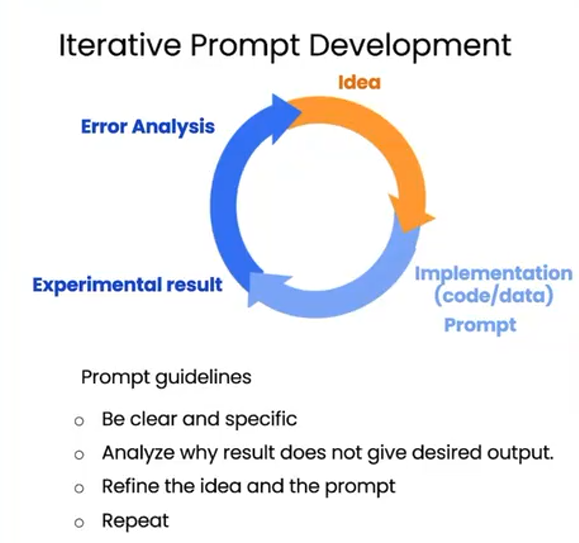 Iterative Prompt Development
Idea
Error Analysis
Implementation
(code/data)
Experimental result
Prompt
Prompt guidelines
o Be clear and specific
o Analyze why result does not give desired output.
o Refine the idea and the prompt
o Repeat